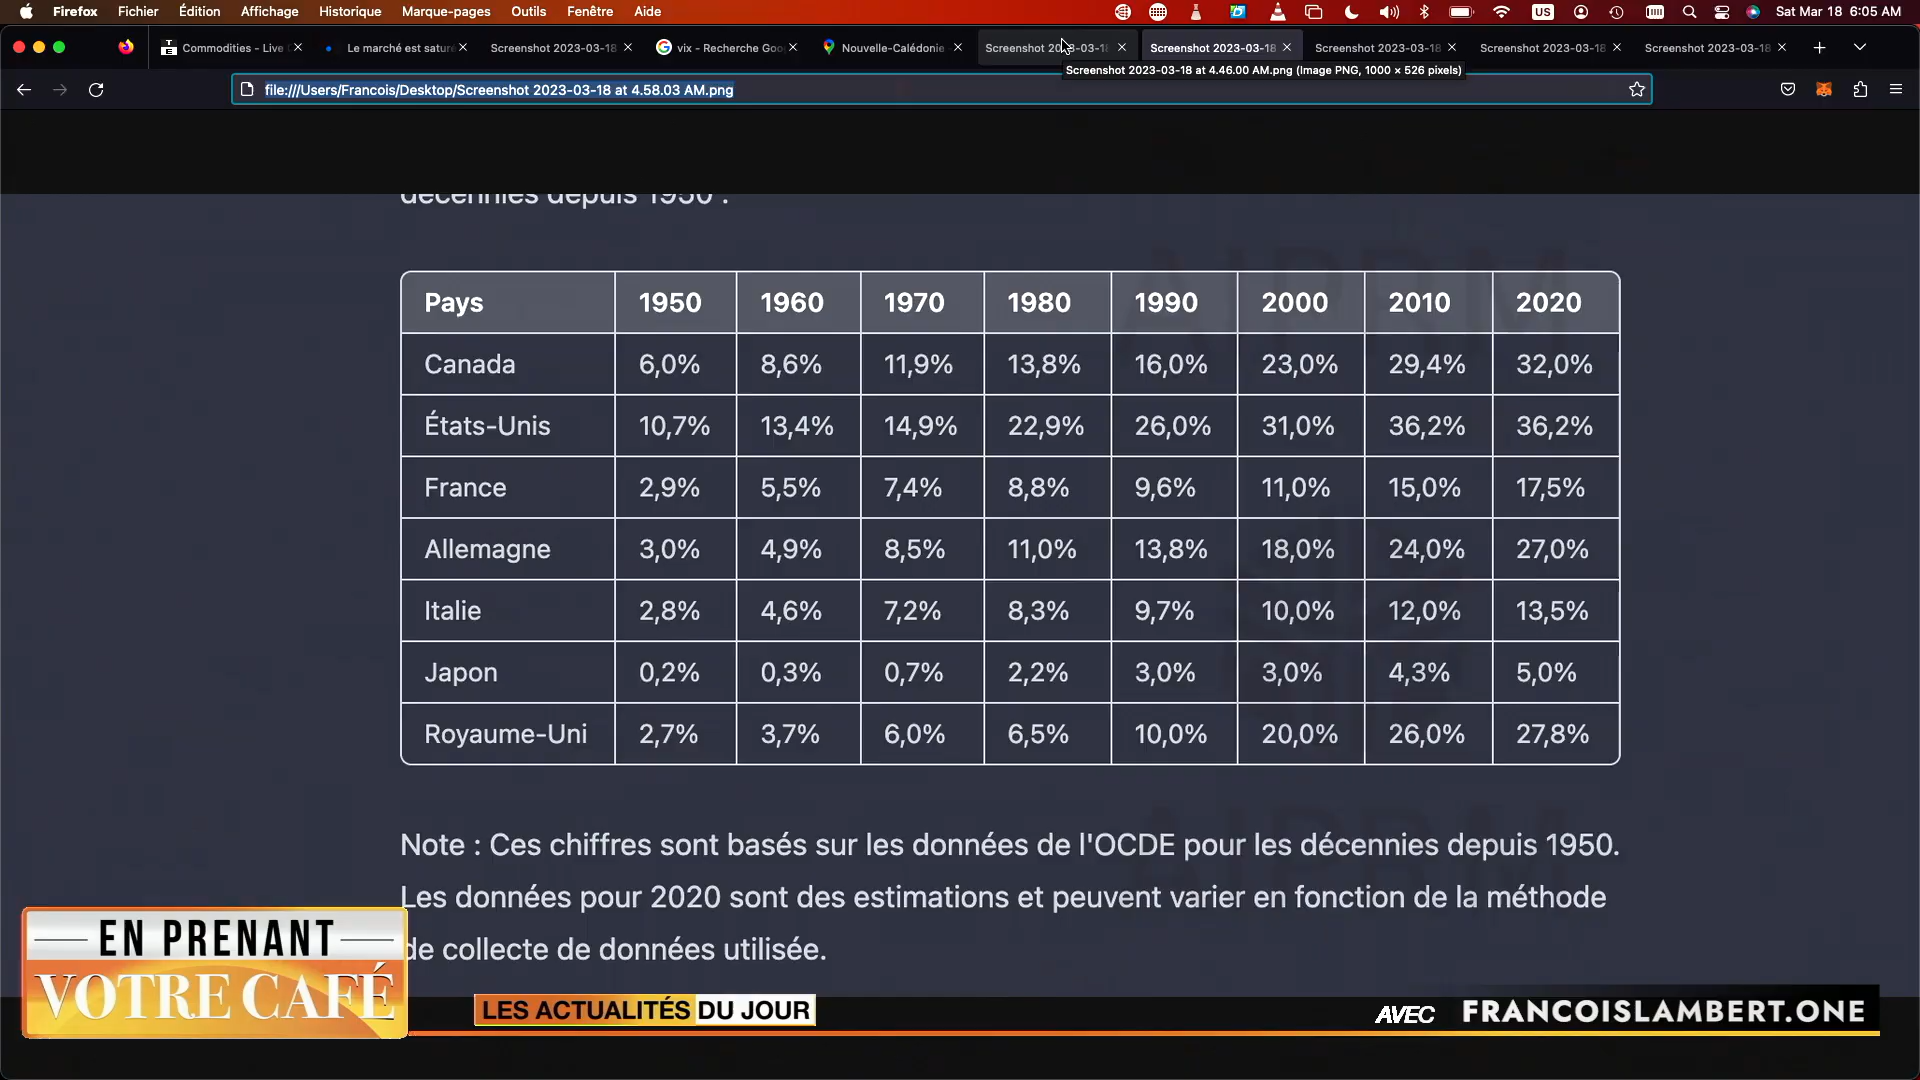 Firefox Fichier Édition Affichage Historique Marque-pages Outils Fenêtre Aide US Sat Mar 18 6:05 AM
Commodities - Live Le marché est satur Screenshot 2023-03-18 vix - Recherche Goo Nouvelle-Calédonie Screenshot 2023-03-18 Screenshot 2023-03-18 Screenshot 2023-03-18 Screenshot 2023-03-18 Screenshot 2023-03-18
Screenshot 2023-03-18 at 4.46.00 AM.png (Image PNG, 1000 × 526 pixels)
file:///Users/Francois/Desktop/Screenshot 2023-03-18 at 4.58.03 AM.png
décennies depuis 1950 :
Pays 1950 1960 1970 1980 1990 2000 2010 2020
Canada 6,0% 8,6% 11,9% 13,8% 16,0% 23,0% 29,4% 32,0%
États-Unis 10,7% 13,4% 14,9% 22,9% 26,0% 31,0% 36,2% 36,2%
France 2,9% 5,5% 7,4% 8,8% 9,6% 11,0% 15,0% 17,5%
Allemagne 3,0% 4,9% 8,5% 11,0% 13,8% 18,0% 24,0% 27,0%
Italie 2,8% 4,6% 7,2% 8,3% 9,7% 10,0% 12,0% 13,5%
Japon 0,2% 0,3% 0,7% 2,2% 3,0% 3,0% 4,3% 5,0%
Royaume-Uni 2,7% 3,7% 6,0% 6,5% 10,0% 20,0% 26,0% 27,8%
Note : Ces chiffres sont basés sur les données de l'OCDE pour les décennies depuis 1950.
Les données pour 2020 sont des estimations et peuvent varier en fonction de la méthode
de collecte de données utilisée.
EN PRENANT
VOTRE CAFÉ
LES ACTUALITÉS DU JOUR
AVEC FRANCOISLAMBERT.ONE